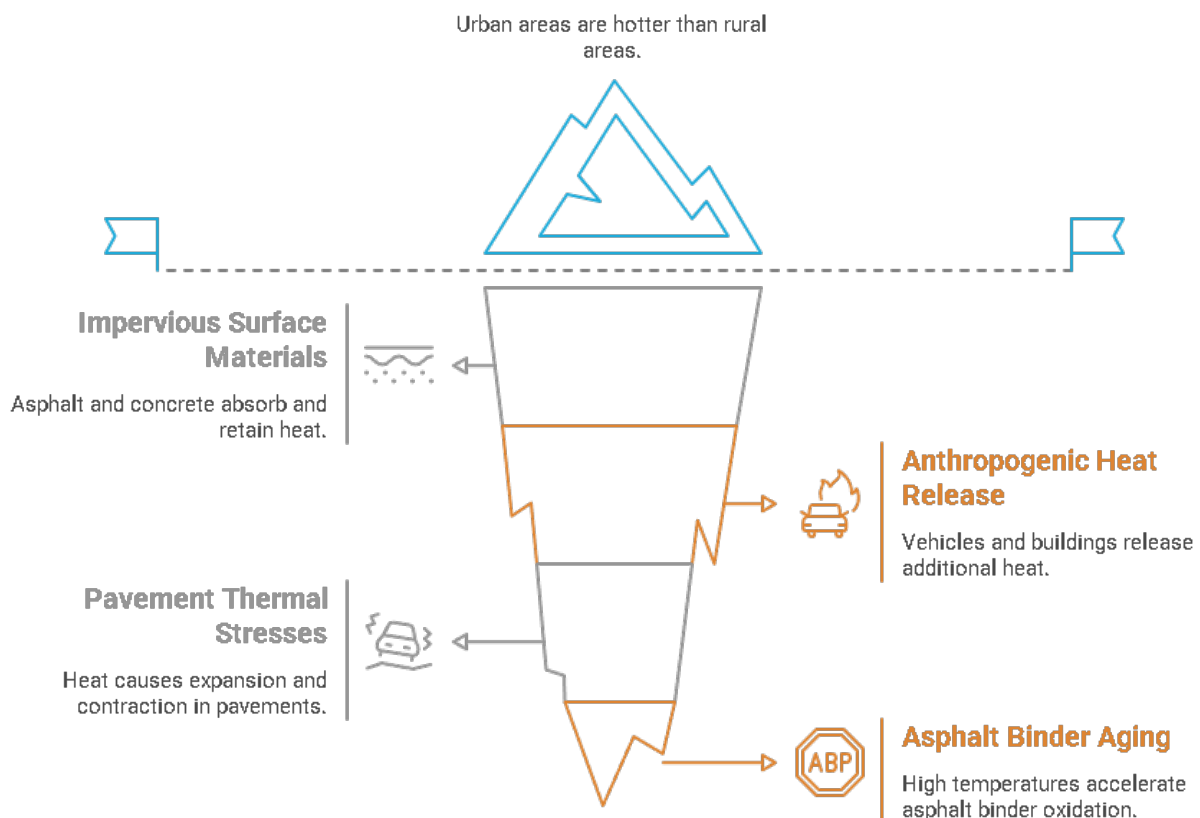 Urban areas are hotter than rural
areas.
Impervious Surface
Materials
Asphalt and concrete absorb and
retain heat.
Anthropogenic Heat
Release
Vehicles and buildings release
additional heat.
Pavement Thermal
Stresses
Heat causes expansion and
contraction in pavements.
Asphalt Binder Aging
ABP
High temperatures accelerate
asphalt binder oxidation.